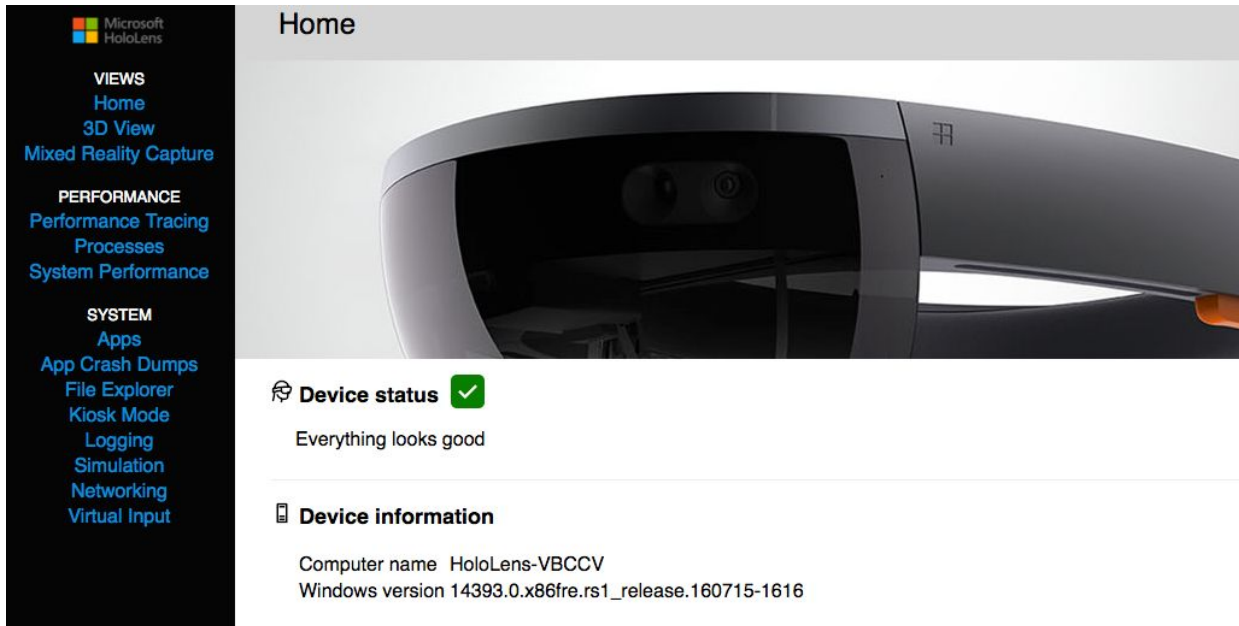 Microsoft
HoloLens
VIEWS
Home
3D View
Mixed Reality Capture
PERFORMANCE
Performance Tracing
Processes
System Performance
SYSTEM
Apps
App Crash Dumps
File Explorer
Kiosk Mode
Logging
Simulation
Networking
Virtual Input
Home
Device status
Everything looks good
Device information
Computer name HoloLens-VBCCV
Windows version 14393.0.x86fre.rs1_release.160715-1616